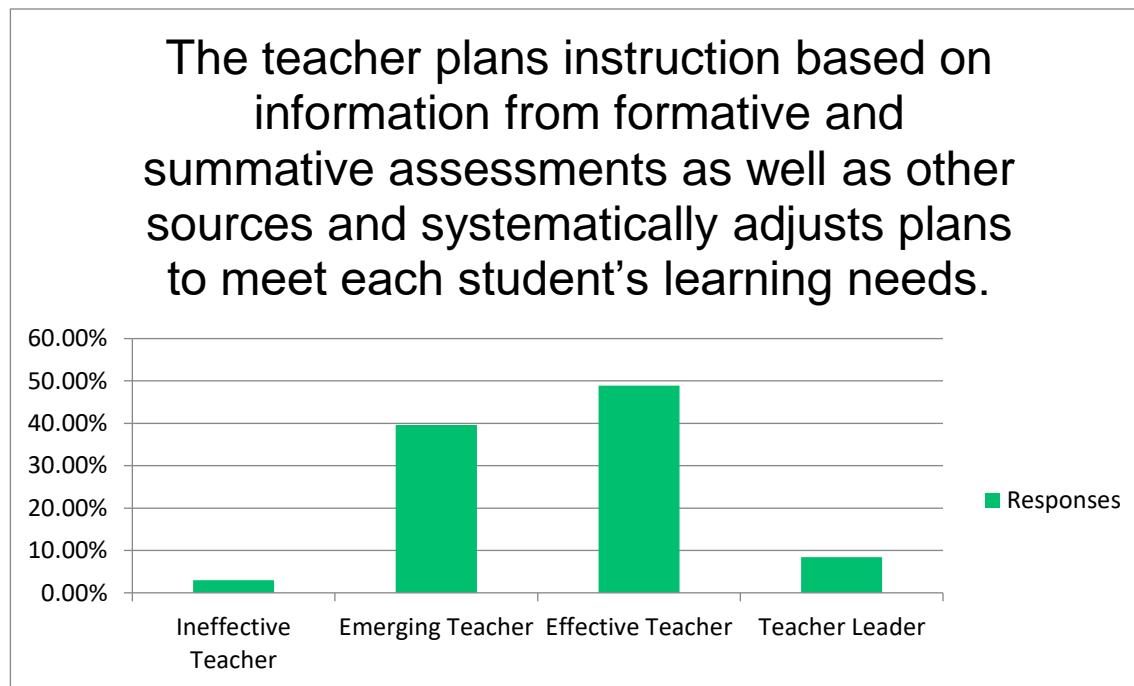 The teacher plans instruction based on
information from formative and
summative assessments as well as other
sources and systematically adjusts plans
to meet each student’s learning needs.
60.00%
50.00%
40.00%
30.00%
20.00%
10.00%
0.00%
Ineffective
Teacher
Emerging Teacher
Effective Teacher
Teacher Leader
Responses